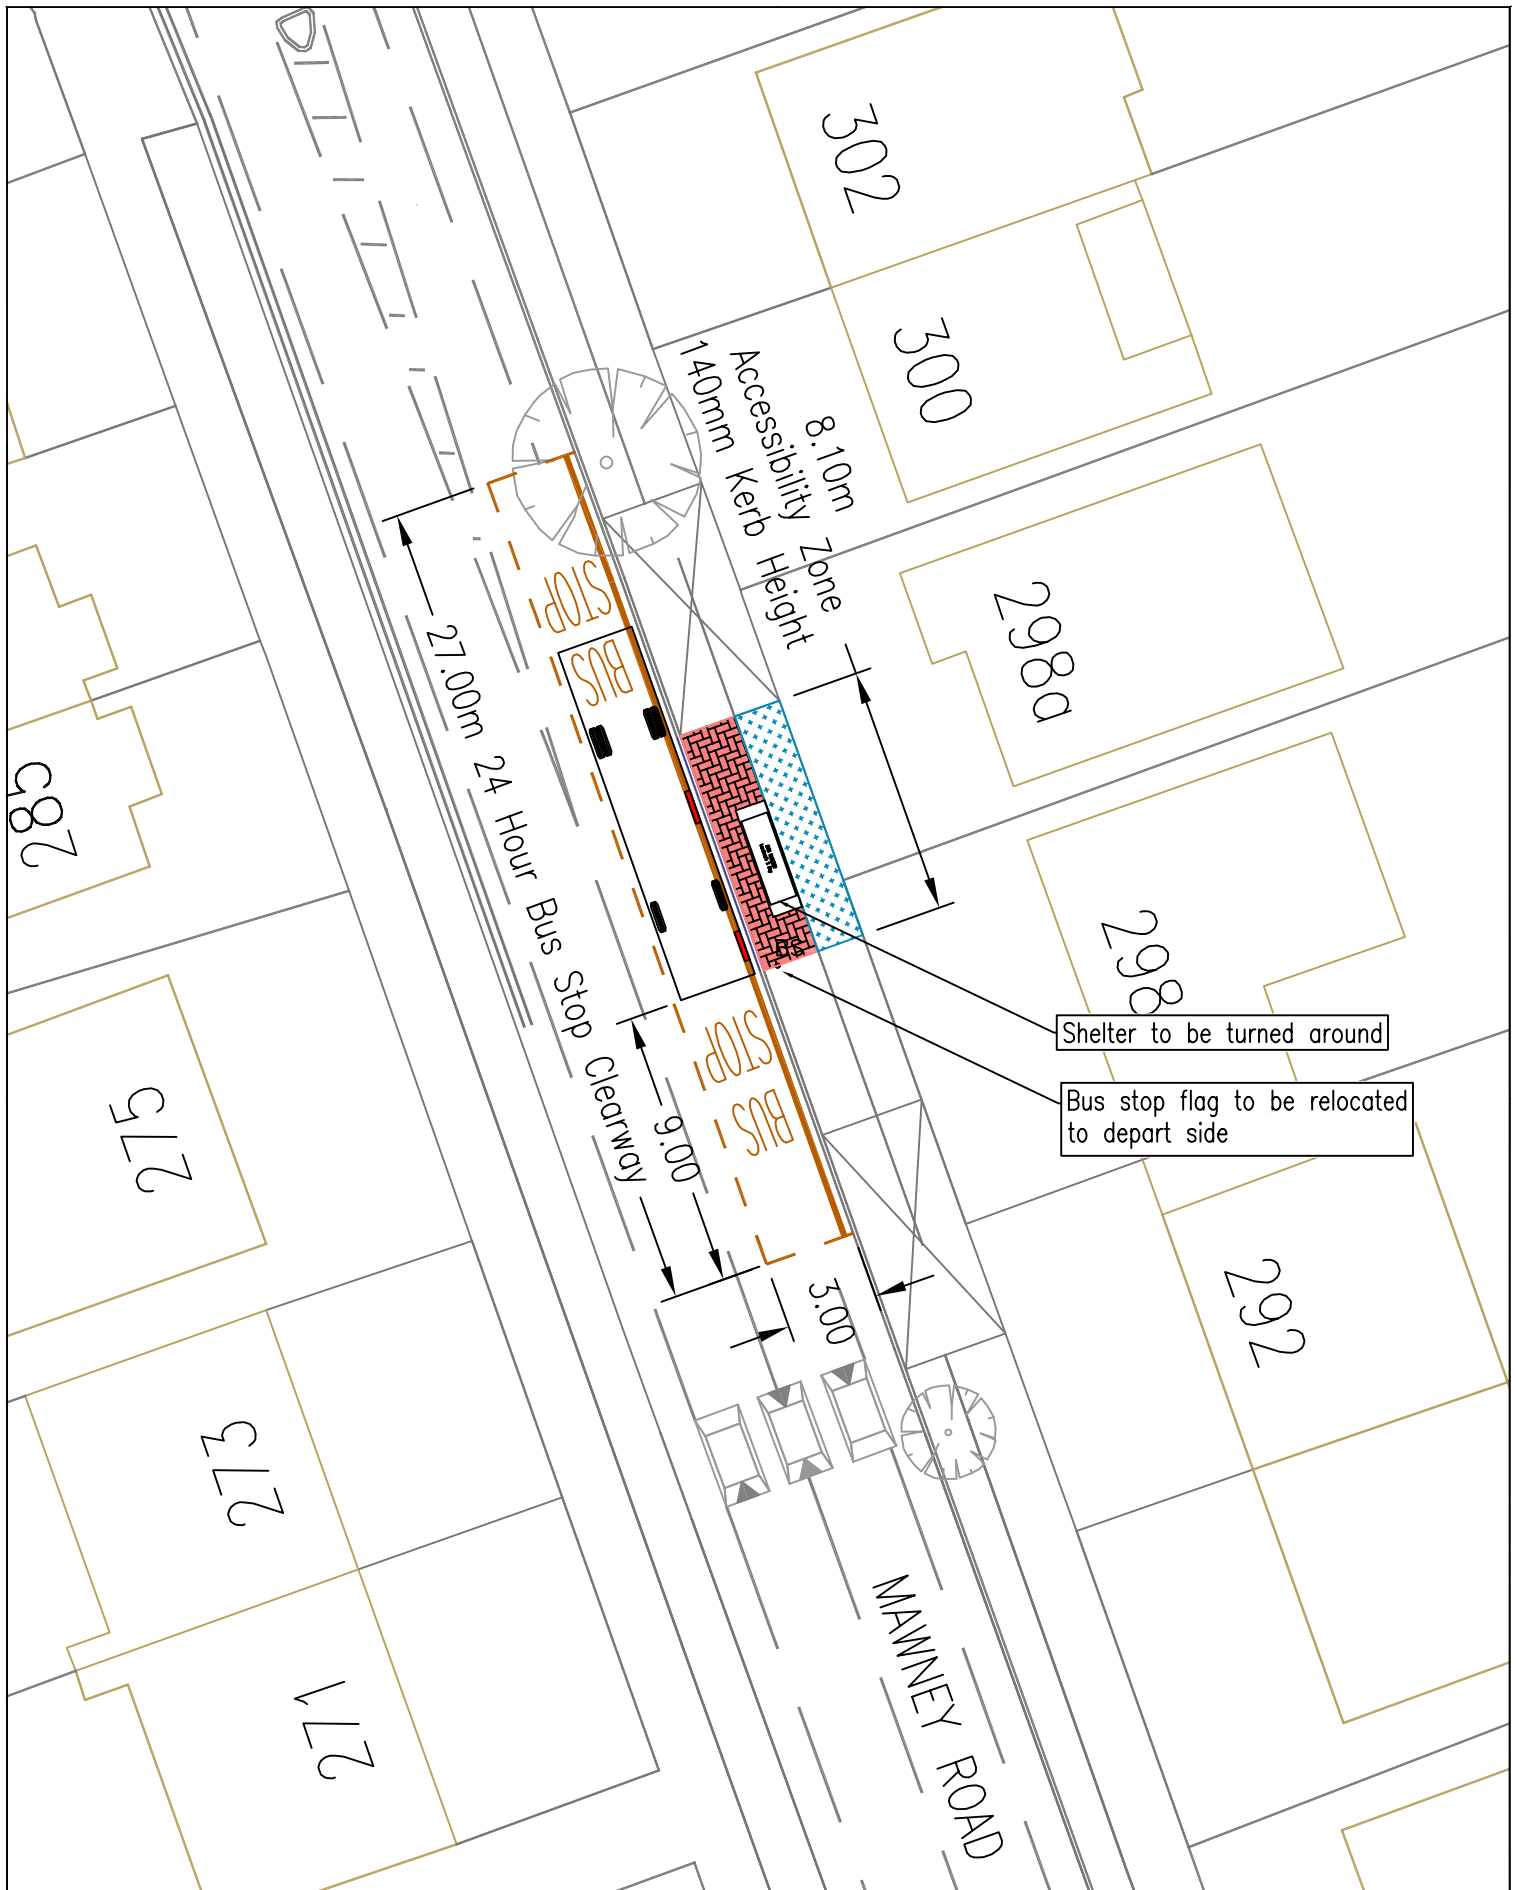 302
300
8.10m
Accessibility Zone
140mm Kerb Height
298a
STOP
BUS
27.00m 24 Hour Bus Stop Clearway
285
298
BS
Shelter to be turned around
Bus stop flag to be relocated
to depart side
STOP
BUS
9.00
275
3.00
292
273
271
MAWNEY ROAD